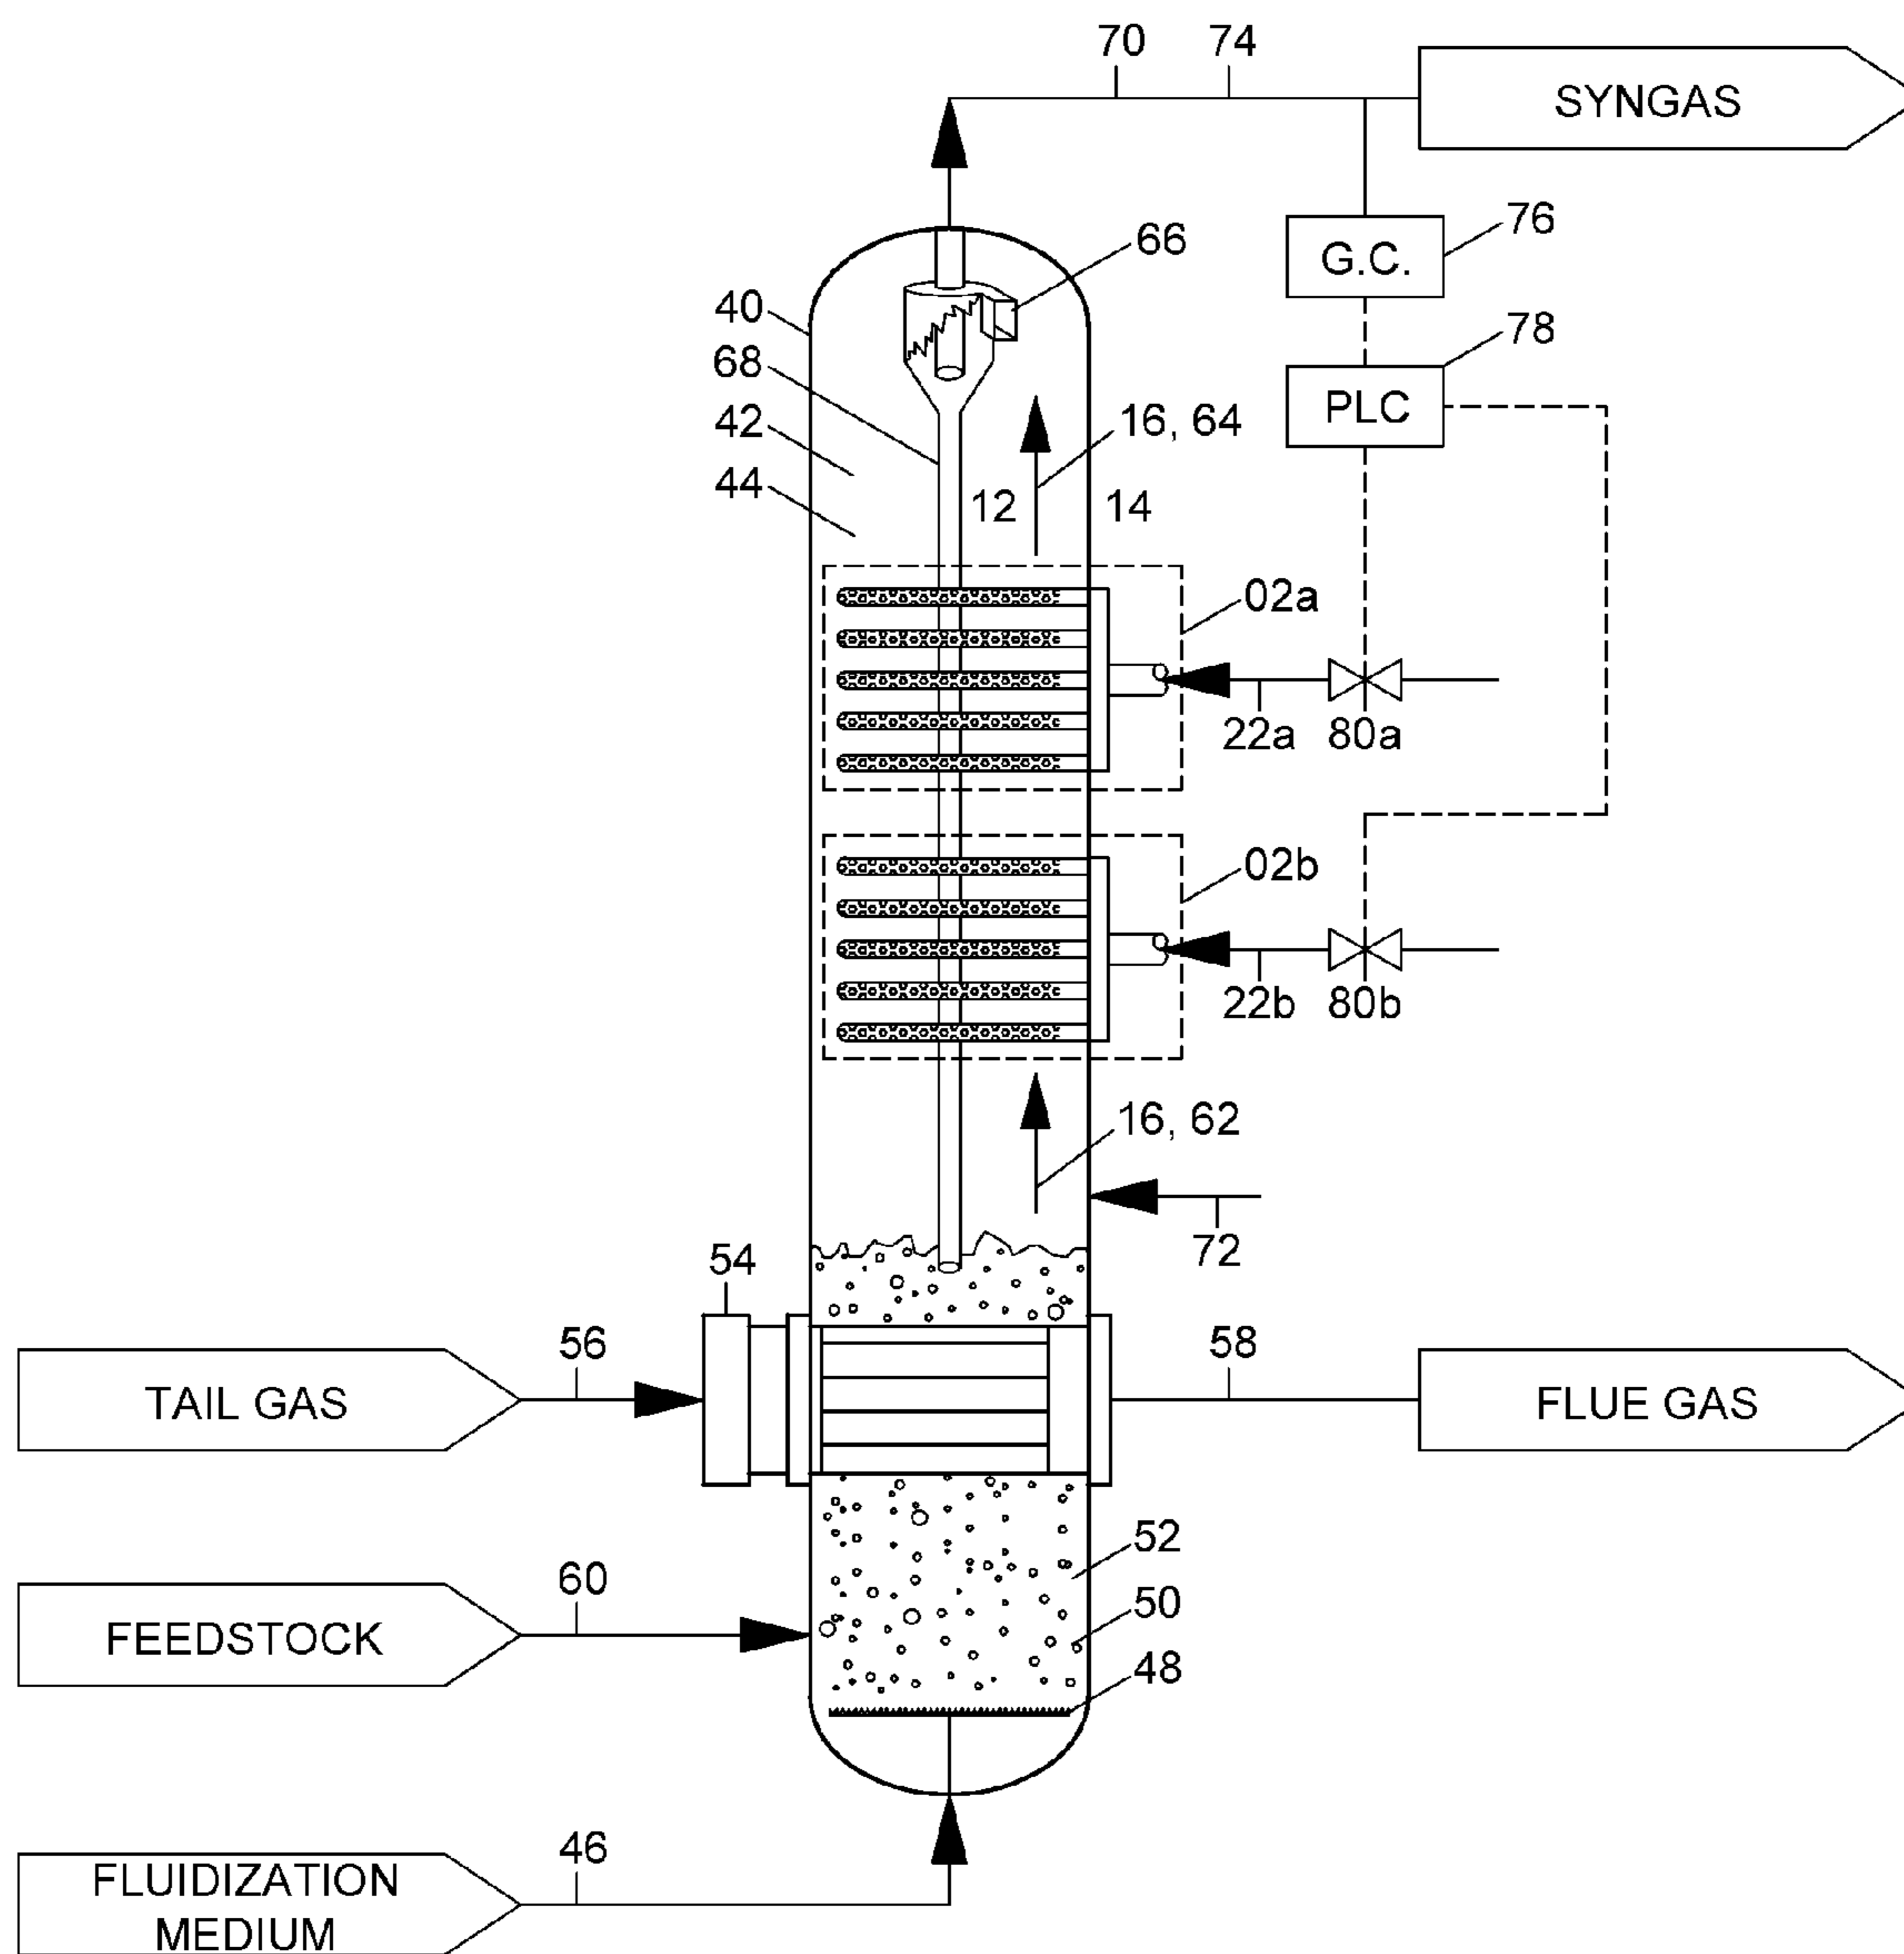 70
74
SYNGAS
76
G.C.
66
40
78
68
PLC
42
16, 64
44
12
14
02a
22a
80a
02b
22b
80b
16, 62
72
54
56
58
TAIL GAS
FLUE GAS
52
60
50
FEEDSTOCK
48
46
FLUIDIZATION
MEDIUM